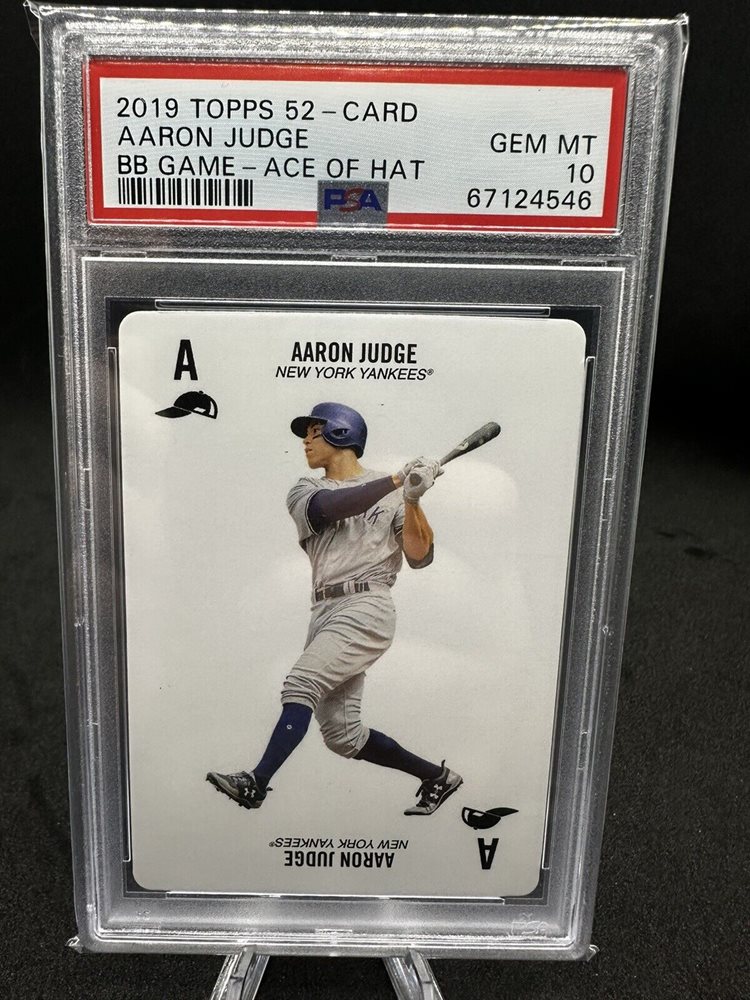 2019 TOPPS 52-CARD
AARON JUDGE
GEM MT
BB GAME-ACE OF HAT
10
PSA
67124546
A
AARON JUDGE
NEW YORK YANKEES®
A
NEW YORK YANKEES®
AARON JUDGE